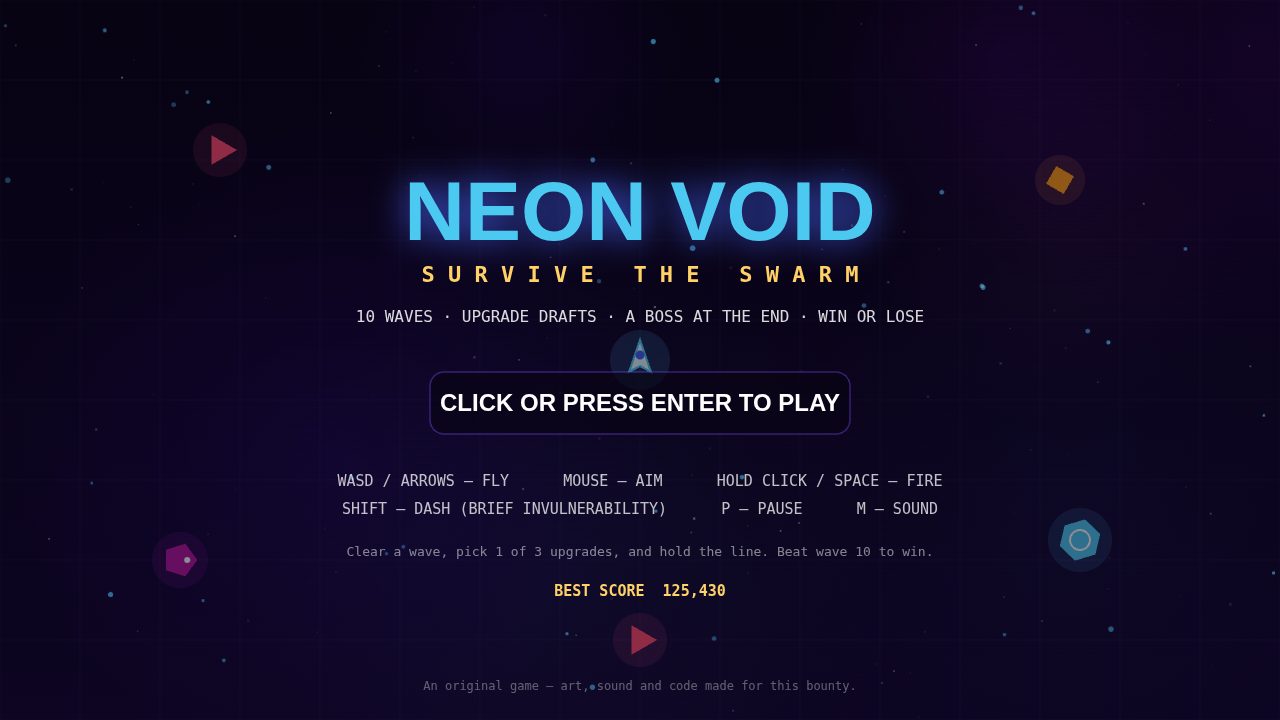 NEON VOID
SURVIVE THE SWARM
10 WAVES · UPGRADE DRAFTS · A BOSS AT THE END · WIN OR LOSE
CLICK OR PRESS ENTER TO PLAY
WASD / ARROWS — FLY MOUSE — AIM HOLD CLICK / SPACE — FIRE
SHIFT — DASH (BRIEF INVULNERABILITY) P — PAUSE M — SOUND
Clear a wave, pick 1 of 3 upgrades, and hold the line. Beat wave 10 to win.
BEST SCORE 125,430
An original game — art, sound and code made for this bounty.